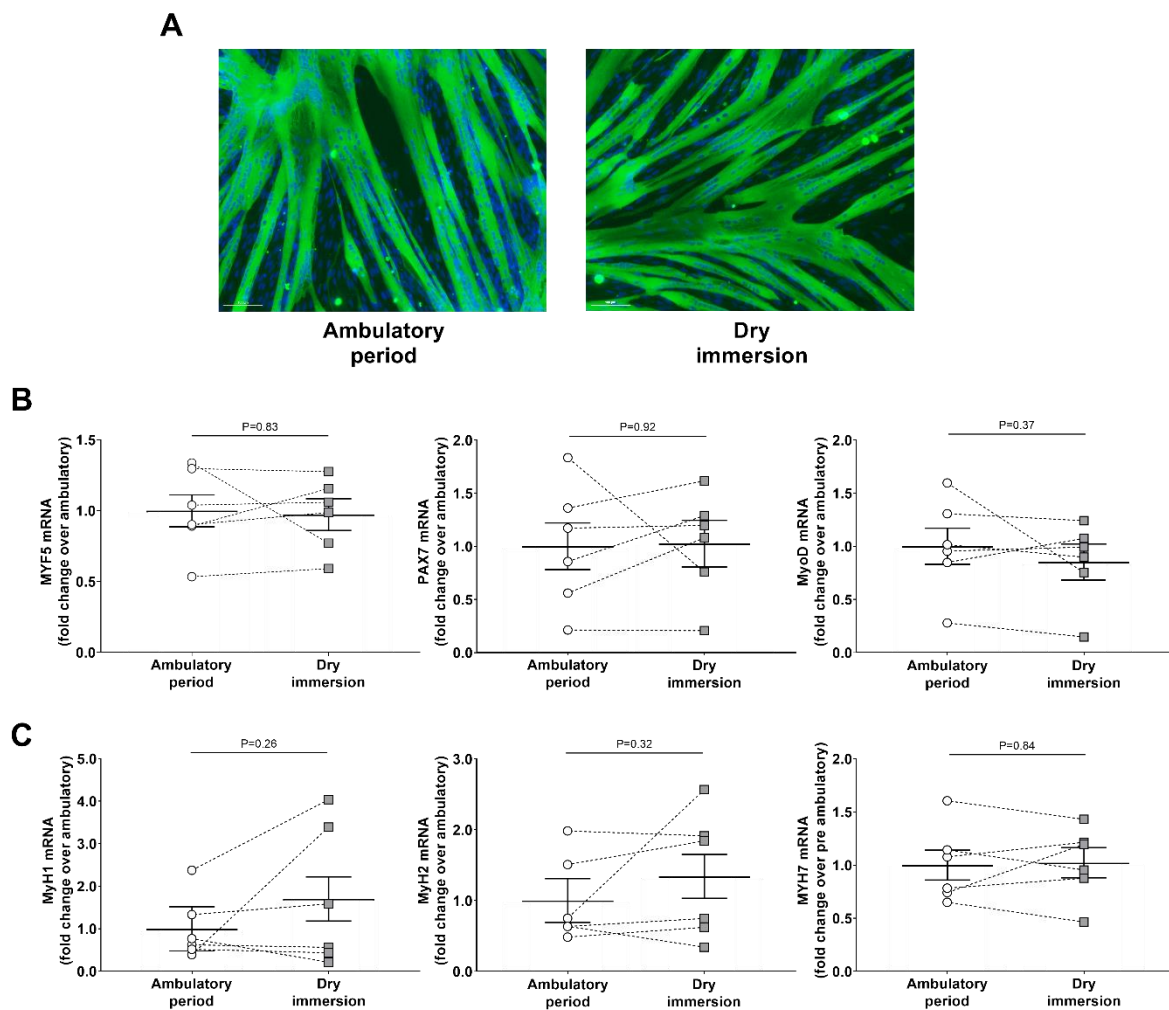 A
Ambulatory
period
Dry
immersion
B
MYF5 mRNA
(fold change over ambulatory)
P=0.83
1.5
1.0
0.5
0.0
Ambulatory
period
Dry
immersion
PAX7 mRNA
(fold change over ambulatory)
P=0.92
2.0
1.5
1.0
0.5
0.0
Ambulatory
period
Dry
immersion
MyoD mRNA
(fold change over ambulatory)
P=0.37
2.0
1.5
1.0
0.5
0.0
Ambulatory
period
Dry
immersion
C
MyH1 mRNA
(fold change over ambulatory)
P=0.26
5.0
4.0
3.0
2.0
1.0
0.0
Ambulatory
period
Dry
immersion
MyH2 mRNA
(fold change over ambulatory)
P=0.32
3.0
2.0
1.0
0.0
Ambulatory
period
Dry
immersion
MYH7 mRNA
(fold change over pre ambulatory)
P=0.84
2.0
1.5
1.0
0.5
0.0
Ambulatory
period
Dry
immersion